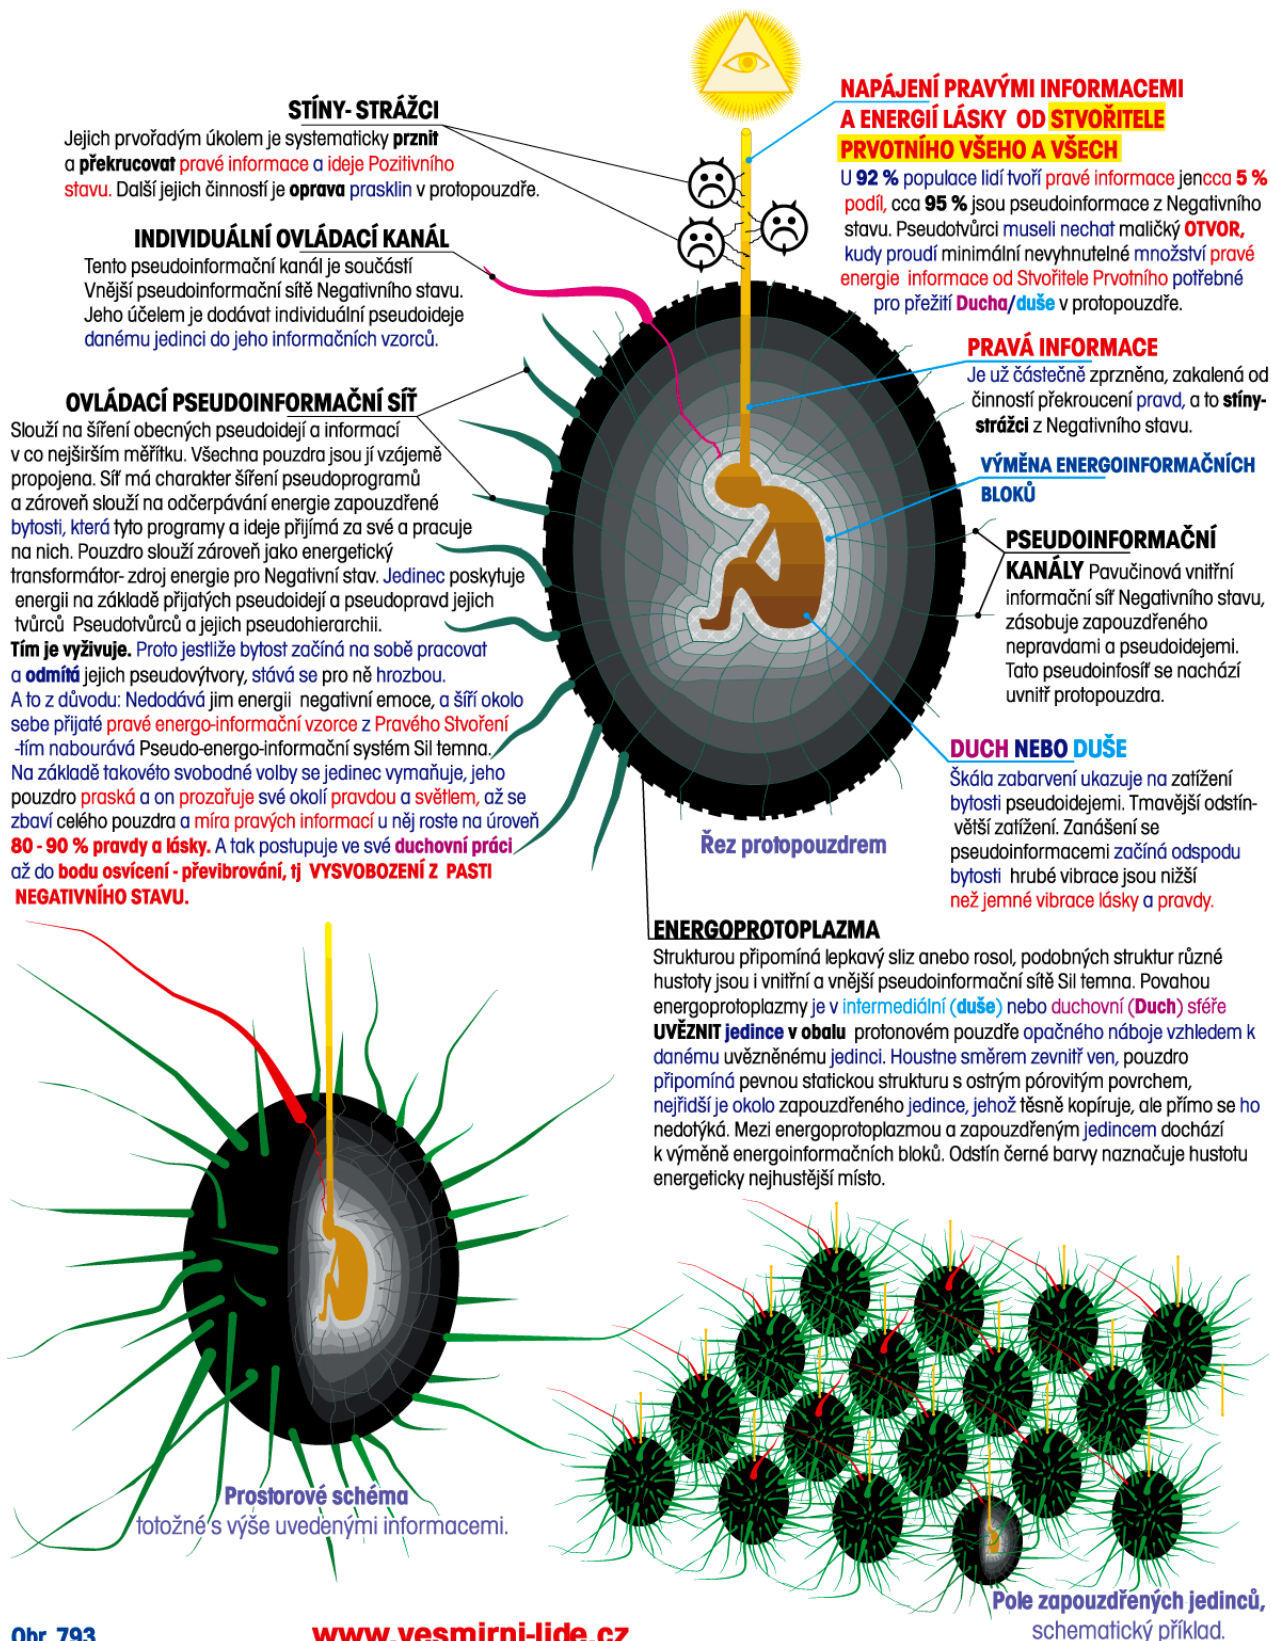 STÍNY- STRÁŽCI
Jejich prvořadým úkolem je systematicky przniť
a překrucovať pravé informace a ideje Pozitivního
stavu. Další jejich činností je oprava prasklin v protopouzdře.
INDIVIDUÁLNÍ OVLÁDACÍ KANÁL
Tento pseudoinformační kanál je součástí
Vnější pseudoinformační sítě Negativního stavu.
Jeho účelem je dodávat individuální pseudoideje
danému jedinci do jeho informačních vzorců.
OVLÁDACÍ PSEUDOINFORMAČNÍ SÍŤ
Slouží na šíření obecných pseudoidejí a informací
v co nejširším měřítku. Všechna pouzdra jsou jí vzájemě
propojena. Síť má charakter šíření pseudoprogramů
a zároveň slouží na odčerpávání energie zapouzdřené
bytosti, která tyto programy a ideje přijímá za své a pracuje
na nich. Pouzdro slouží zároveň jako energetický
transformátor- zdroj energie pro Negativní stav. Jedinec poskytuje
energii na základě přijatých pseudoidejí a pseudopravd jejich
tvůrců Pseudotvůrců a jejich pseudohierarchii.
Tím je vyživuje. Proto jestliže bytost začíná na sobě pracovat
a odmítá jejich pseudovýtvory, stává se pro ně hrozbou.
A to z důvodu: Nedodává jim energii negativní emoce, a šíří okolo
sebe přijaté pravé energo-informační vzorce z Pravého Stvoření
-tím nabourává Pseudo-energo-informační systém Sil temna.
Na základě takovéto svobodné volby se jedinec vymaňuje, jeho
pouzdro praská a on prozařuje své okolí pravdou a světlem, až se
zbaví celého pouzdra a míra pravých informací u něj roste na úroveň
80 - 90 % pravdy a lásky. A tak postupuje ve své duchovní práci
až do bodu osvícení - převibrování, tj VYSVOBOZENÍ Z PASTI
NEGATIVNÍHO STAVU.
NAPÁJENÍ PRAVÝMI INFORMACEMI
A ENERGIÍ LÁSKY OD STVOŘITELE
PRVOTNÍHO VŠEHO A VŠECH
U 92 % populace lidí tvoří pravé informace jencca 5 %
podíl, cca 95 % jsou pseudoinformace z Negativního
stavu. Pseudotvůrci museli nechat maličký OTVOR,
kudy proudí minimální nevyhnutelné množství pravé
energie informace od Stvořitele Prvotního potřebné
pro přežití Ducha/duše v protopouzdře.
PRAVÁ INFORMACE
Je už částečně zprzněna, zakalená od
činností překroucení pravd, a to stíny-
strážci z Negativního stavu.
VÝMĚNA ENERGOINFORMAČNÍCH
BLOKŮ
PSEUDOINFORMAČNÍ
KANÁLY Pavučinová vnitřní
informační síť Negativního stavu,
zásobuje zapouzdřeného
nepravdami a pseudoidejemi.
Tato pseudoinfosíť se nachází
uvnitř protopouzdra.
DUCH NEBO DUŠE
Škála zabarvení ukazuje na zatížení
bytosti pseudoidejemi. Tmavější odstín-
větší zatížení. Zanášení se
pseudoinformacemi začíná odspodu
bytosti hrubé vibrace jsou nižší
než jemné vibrace lásky a pravdy.
Řez protopouzdrem
ENERGOPROTOPLAZMA
Strukturou připomíná lepkavý sliz anebo rosol, podobných struktur různé
hustoty jsou i vnitřní a vnější pseudoinformační sítě Sil temna. Povahou
energoprotoplazmy je v intermediální (duše) nebo duchovní (Duch) sféře
UVĚZNIT jedince v obalu protonovém pouzdře opačného náboje vzhledem k
danému uvězněnému jedinci. Houstne směrem zevnitř ven, pouzdro
připomíná pevnou statickou strukturu s ostrým pórovitým povrchem,
nejřidší je okolo zapouzdřeného jedince, jehož těsně kopíruje, ale přímo se ho
nedotýká. Mezi energoprotoplazmou a zapouzdřeným jedincem dochází
k výměně energoinformačních bloků. Odstín černé barvy naznačuje hustotu
energeticky nejhustější místo.
Prostorové schéma
totožné s výše uvedenými informacemi.
Pole zapouzdřených jedinců,
schematický příklad.
Obr. 793
www.vesmirni-lide.cz